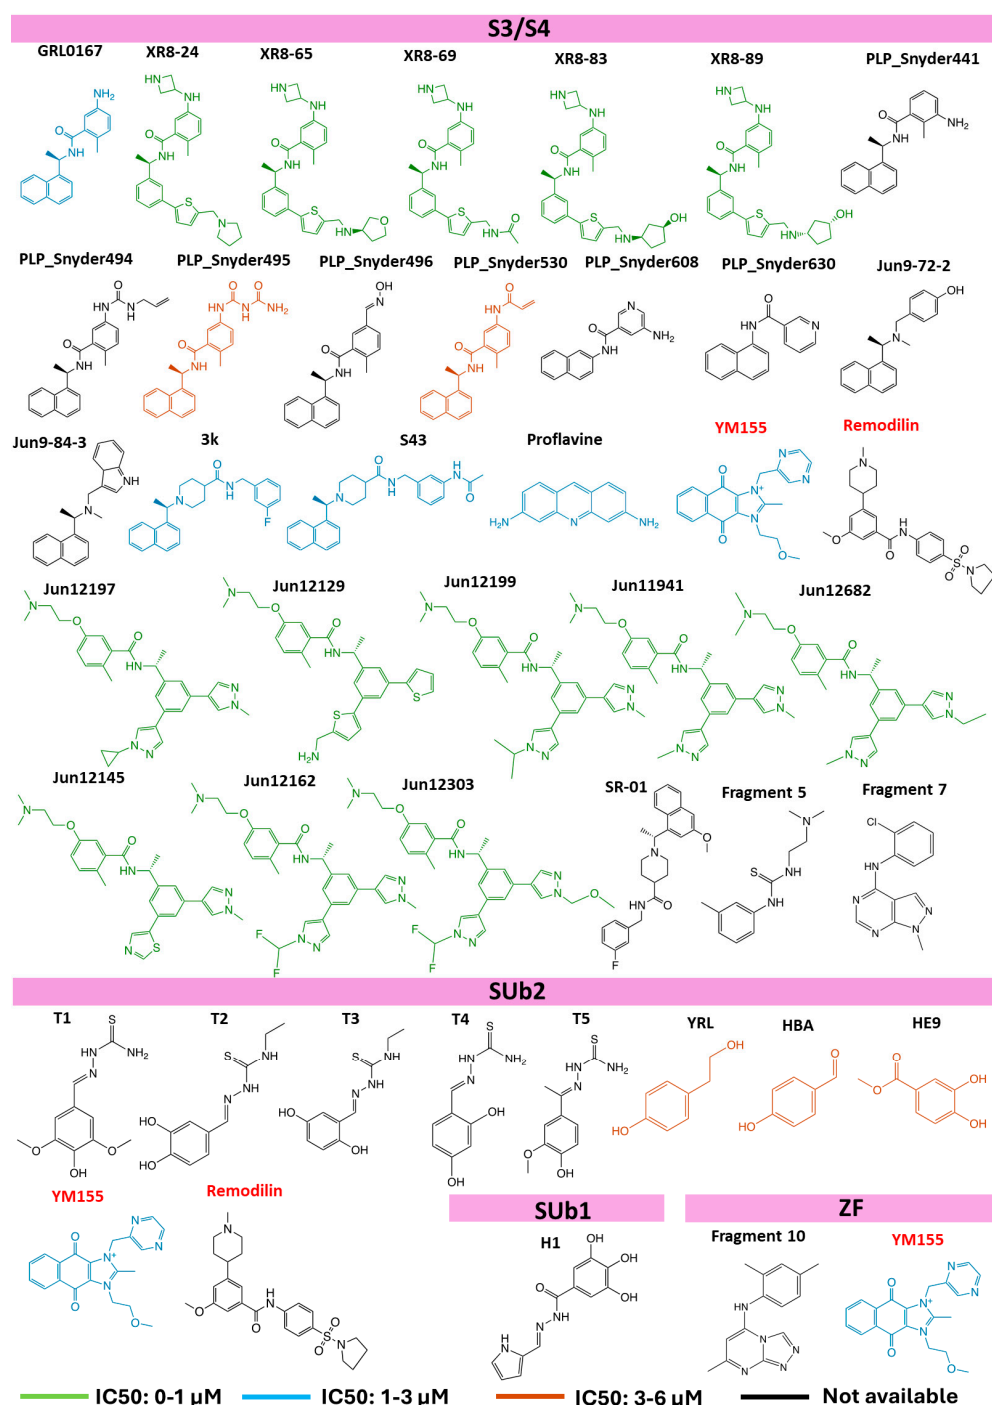 S3/S4
GRL0167 XR8-24 XR8-65 XR8-69 XR8-83 XR8-89 PLP_Snyder441
PLP_Snyder494 PLP_Snyder495 PLP_Snyder496 PLP_Snyder530 PLP_Snyder608 PLP_Snyder630 Jun9-72-2
Jun9-84-3 3k S43 Proflavine YM155 Remodilin
Jun12197 Jun12129 Jun12199 Jun11941 Jun12682
Jun12145 Jun12162 Jun12303 SR-01 Fragment 5 Fragment 7
SUb2
T1 T2 T3 T4 T5 YRL HBA HE9
YM155 Remodilin
SUb1 ZF
H1 Fragment 10 YM155
IC50: 0-1 µM IC50: 1-3 µM IC50: 3-6 µM Not available